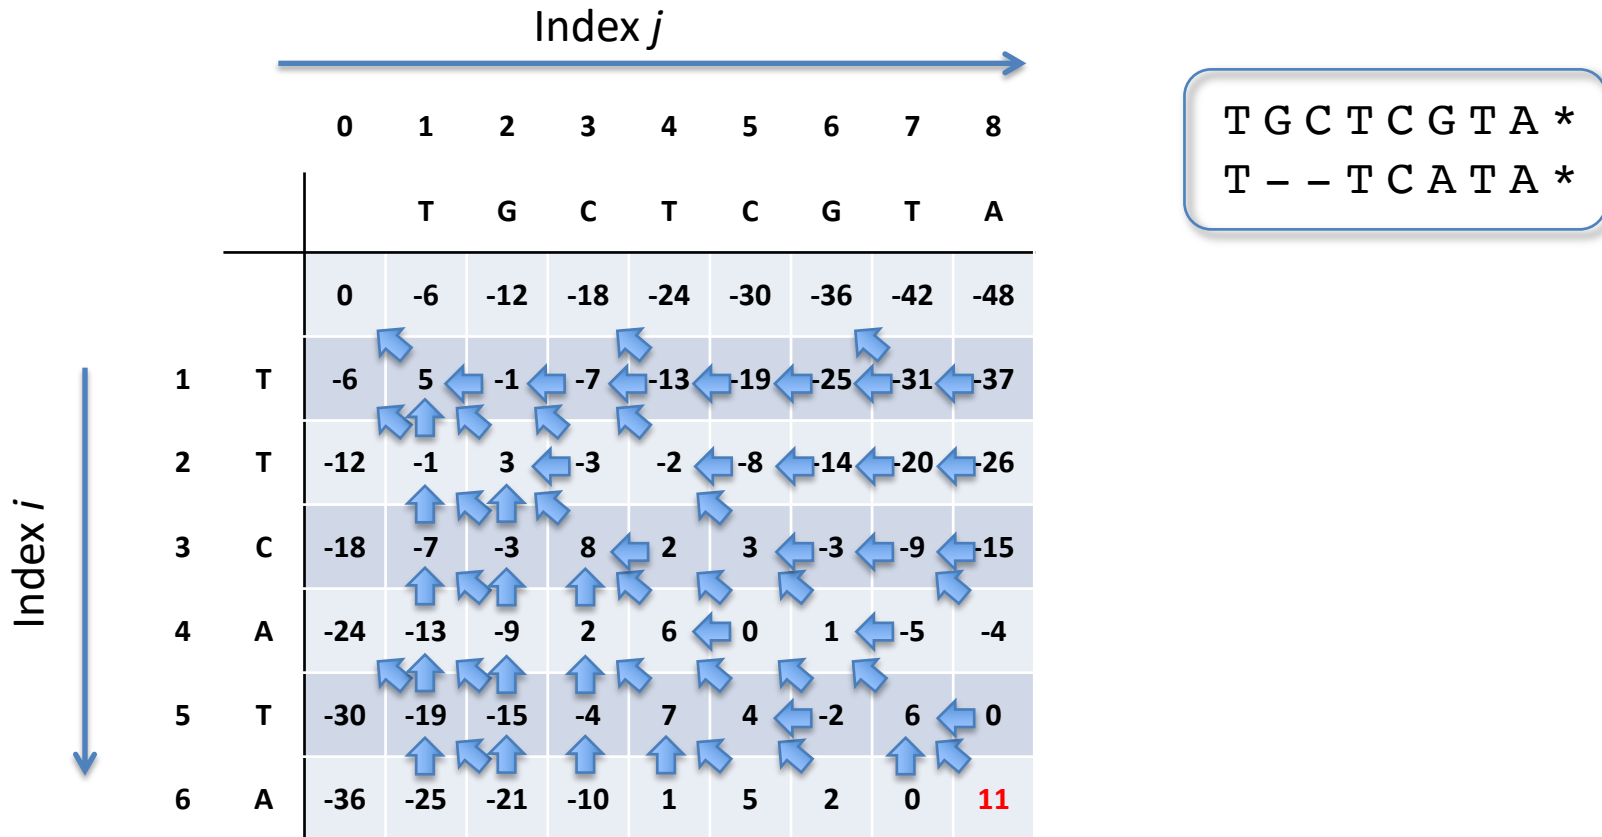 Index j
0 1 2 3 4 5 6 7 8
T G C T C G T A
0 -6 -12 -18 -24 -30 -36 -42 -48
1 T -6 5 -1 -7 -13 -19 -25 -31 -37
2 T -12 -1 3 -3 -2 -8 -14 -20 -26
3 C -18 -7 -3 8 2 3 -3 -9 -15
4 A -24 -13 -9 2 6 0 1 -5 -4
5 T -30 -19 -15 -4 7 4 -2 6 0
6 A -36 -25 -21 -10 1 5 2 0 11
Index i
T G C T C G T A *
T – – T C A T A *